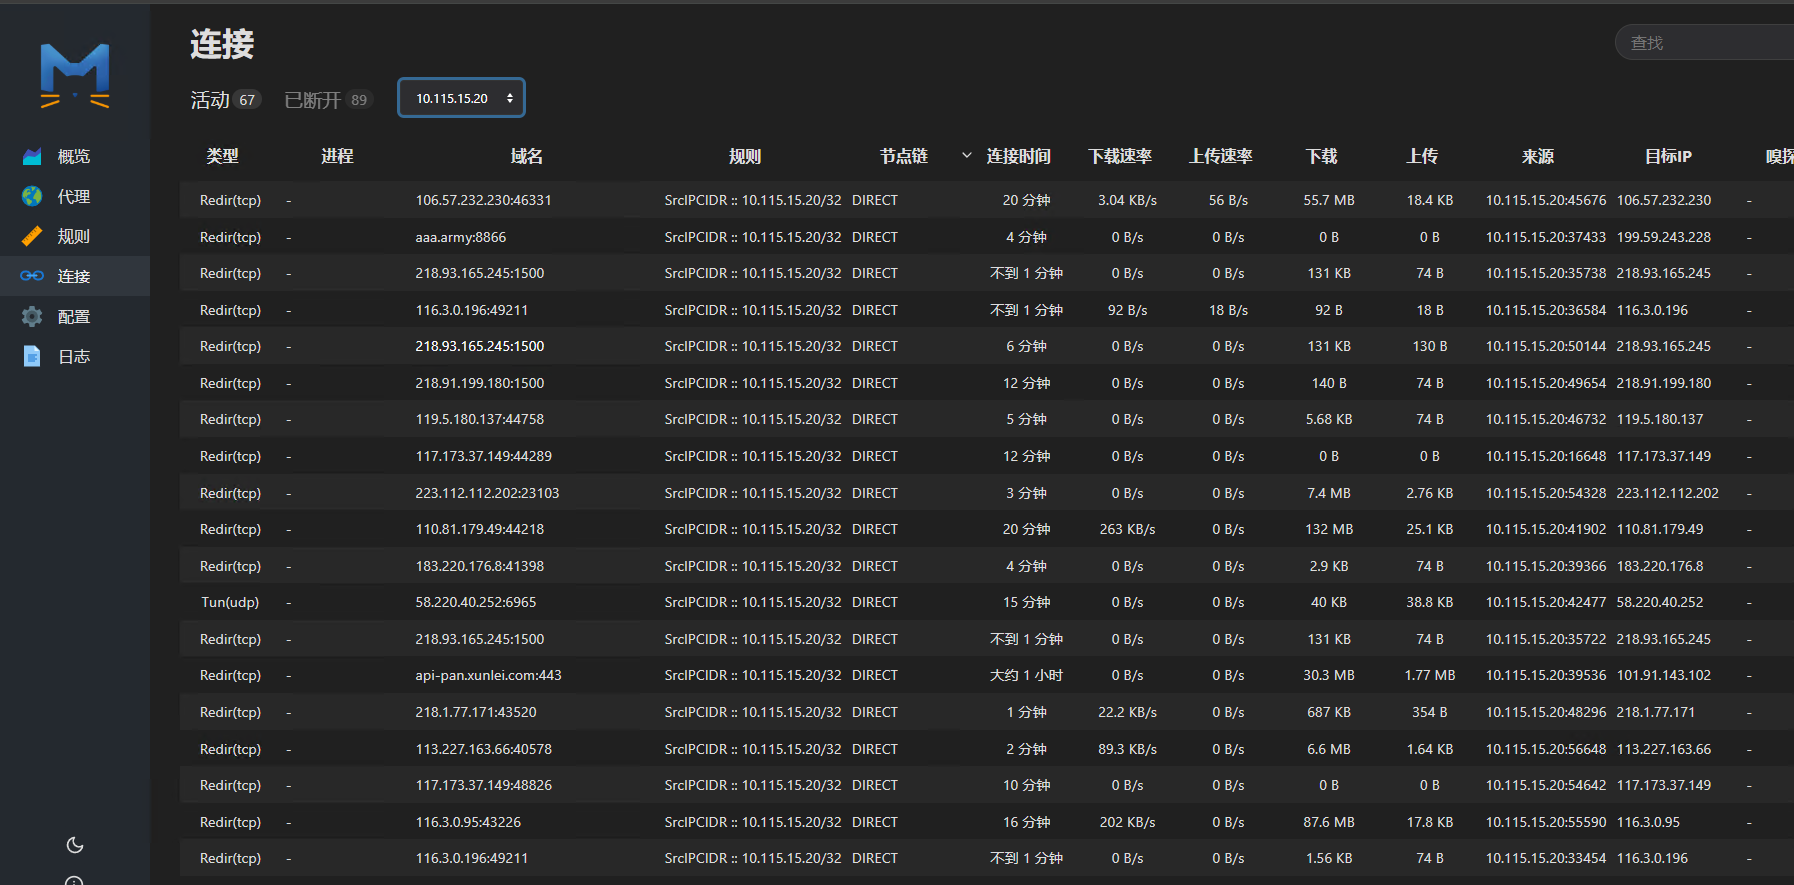 连接
查找
活动 67 已断开 89 10.115.15.20
概览
代理
规则
连接
配置
日志
类型 进程 域名 规则 节点链 连接时间 下载速率 上传速率 下载 上传 来源 目标IP 嗅探
Redir(tcp) - 106.57.232.230:46331 SrcIPCIDR :: 10.115.15.20/32 DIRECT 20 分钟 3.04 KB/s 56 B/s 55.7 MB 18.4 KB 10.115.15.20:45676 106.57.232.230 -
Redir(tcp) - aaa.army:8866 SrcIPCIDR :: 10.115.15.20/32 DIRECT 4 分钟 0 B/s 0 B/s 0 B 0 B 10.115.15.20:37433 199.59.243.228 -
Redir(tcp) - 218.93.165.245:1500 SrcIPCIDR :: 10.115.15.20/32 DIRECT 不到 1 分钟 0 B/s 0 B/s 131 KB 74 B 10.115.15.20:35738 218.93.165.245 -
Redir(tcp) - 116.3.0.196:49211 SrcIPCIDR :: 10.115.15.20/32 DIRECT 不到 1 分钟 92 B/s 18 B/s 92 B 18 B 10.115.15.20:36584 116.3.0.196 -
Redir(tcp) - 218.93.165.245:1500 SrcIPCIDR :: 10.115.15.20/32 DIRECT 6 分钟 0 B/s 0 B/s 131 KB 130 B 10.115.15.20:50144 218.93.165.245 -
Redir(tcp) - 218.91.199.180:1500 SrcIPCIDR :: 10.115.15.20/32 DIRECT 12 分钟 0 B/s 0 B/s 140 B 74 B 10.115.15.20:49654 218.91.199.180 -
Redir(tcp) - 119.5.180.137:44758 SrcIPCIDR :: 10.115.15.20/32 DIRECT 5 分钟 0 B/s 0 B/s 5.68 KB 74 B 10.115.15.20:46732 119.5.180.137 -
Redir(tcp) - 117.173.37.149:44289 SrcIPCIDR :: 10.115.15.20/32 DIRECT 12 分钟 0 B/s 0 B/s 0 B 0 B 10.115.15.20:16648 117.173.37.149 -
Redir(tcp) - 223.112.112.202:23103 SrcIPCIDR :: 10.115.15.20/32 DIRECT 3 分钟 0 B/s 0 B/s 7.4 MB 2.76 KB 10.115.15.20:54328 223.112.112.202 -
Redir(tcp) - 110.81.179.49:44218 SrcIPCIDR :: 10.115.15.20/32 DIRECT 20 分钟 263 KB/s 0 B/s 132 MB 25.1 KB 10.115.15.20:41902 110.81.179.49 -
Redir(tcp) - 183.220.176.8:41398 SrcIPCIDR :: 10.115.15.20/32 DIRECT 4 分钟 0 B/s 0 B/s 2.9 KB 74 B 10.115.15.20:39366 183.220.176.8 -
Tun(udp) - 58.220.40.252:6965 SrcIPCIDR :: 10.115.15.20/32 DIRECT 15 分钟 0 B/s 0 B/s 40 KB 38.8 KB 10.115.15.20:42477 58.220.40.252 -
Redir(tcp) - 218.93.165.245:1500 SrcIPCIDR :: 10.115.15.20/32 DIRECT 不到 1 分钟 0 B/s 0 B/s 131 KB 74 B 10.115.15.20:35722 218.93.165.245 -
Redir(tcp) - api-pan.xunlei.com:443 SrcIPCIDR :: 10.115.15.20/32 DIRECT 大约 1 小时 0 B/s 0 B/s 30.3 MB 1.77 MB 10.115.15.20:39536 101.91.143.102 -
Redir(tcp) - 218.1.77.171:43520 SrcIPCIDR :: 10.115.15.20/32 DIRECT 1 分钟 22.2 KB/s 0 B/s 687 KB 354 B 10.115.15.20:48296 218.1.77.171 -
Redir(tcp) - 113.227.163.66:40578 SrcIPCIDR :: 10.115.15.20/32 DIRECT 2 分钟 89.3 KB/s 0 B/s 6.6 MB 1.64 KB 10.115.15.20:56648 113.227.163.66 -
Redir(tcp) - 117.173.37.149:48826 SrcIPCIDR :: 10.115.15.20/32 DIRECT 10 分钟 0 B/s 0 B/s 0 B 0 B 10.115.15.20:54642 117.173.37.149 -
Redir(tcp) - 116.3.0.95:43226 SrcIPCIDR :: 10.115.15.20/32 DIRECT 16 分钟 202 KB/s 0 B/s 87.6 MB 17.8 KB 10.115.15.20:55590 116.3.0.95 -
Redir(tcp) - 116.3.0.196:49211 SrcIPCIDR :: 10.115.15.20/32 DIRECT 不到 1 分钟 0 B/s 0 B/s 1.56 KB 74 B 10.115.15.20:33454 116.3.0.196 -